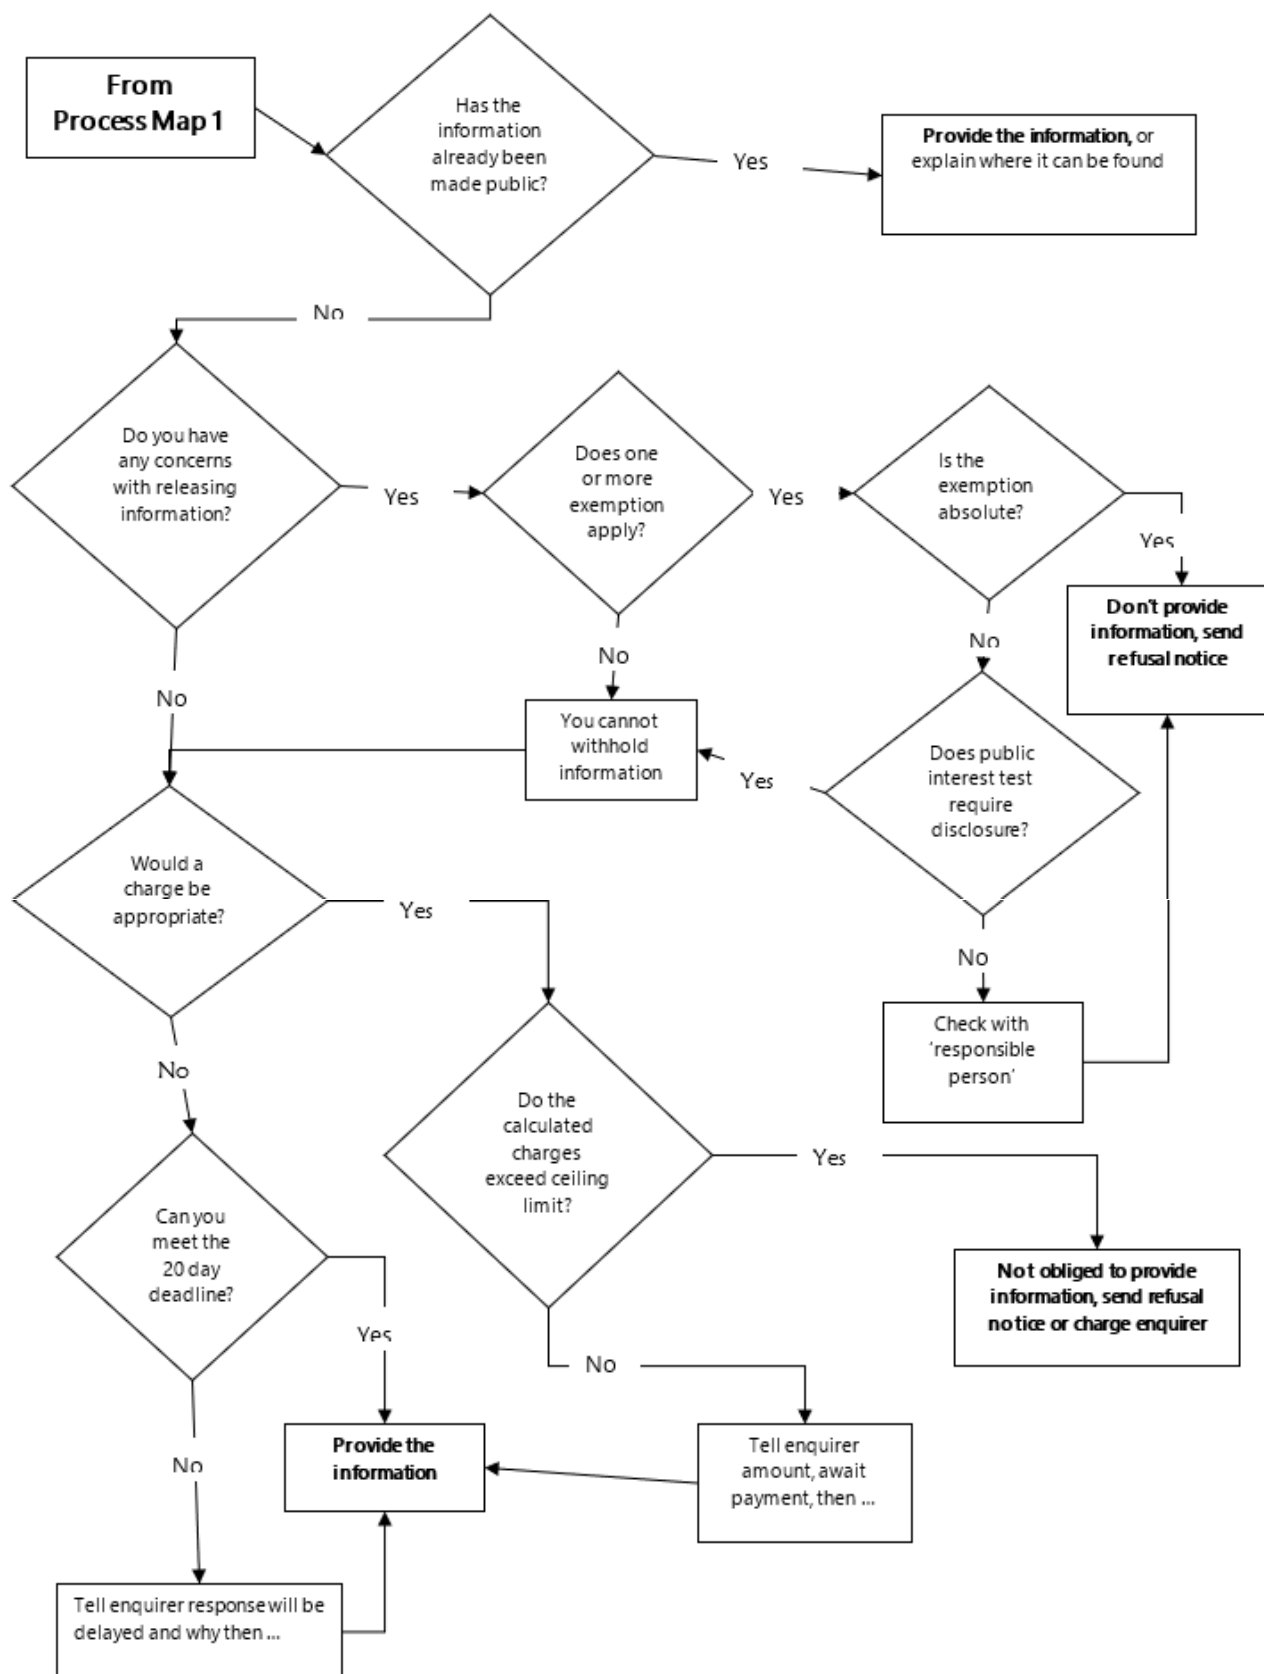 From
Process Map 1
Has the
information
already been
made public?
Yes
Provide the information, or
explain where it can be found
No
Do you have
any concerns
with releasing
information?
Yes
Does one
or more
exemption
apply?
Yes
Is the
exemption
absolute?
Yes
Don't provide
information, send
refusal notice
No
No
No
You cannot
withhold
information
Yes
Does public
interest test
require
disclosure?
Would a
charge be
appropriate?
Yes
No
Check with
‘responsible
person’
No
Do the
calculated
charges
exceed ceiling
limit?
Yes
Can you
meet the
20 day
deadline?
Not obliged to provide
information, send refusal
notice or charge enquirer
Yes
No
No
Provide the
information
Tell enquirer
amount, await
payment, then ...
Tell enquirer response will be
delayed and why then ...